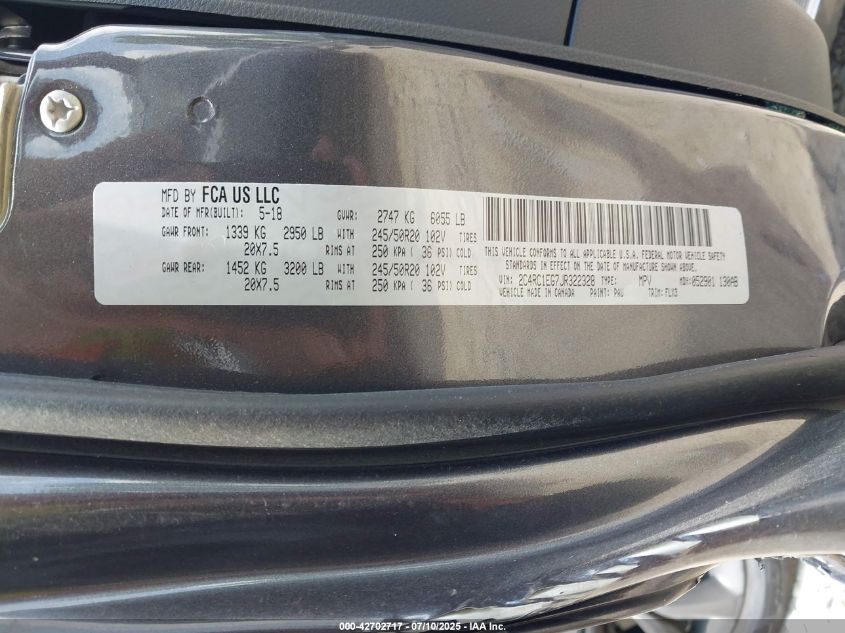 MFD BY FCA US LLC
DATE OF MFR(BUILT): 5-18 GVWR: 2747 KG 6055 LB
GAWR FRONT: 1339 KG 2950 LB WITH 245/50R20 102V TIRES
20X7.5 RIMS AT 250 KPA ( 36 PSI) COLD
GAWR REAR: 1452 KG 3200 LB WITH 245/50R20 102V TIRES
20X7.5 RIMS AT 250 KPA ( 36 PSI) COLD
THIS VEHICLE CONFORMS TO ALL APPLICABLE U.S.A. FEDERAL MOTOR VEHICLE SAFETY
STANDARDS IN EFFECT ON THE DATE OF MANUFACTURE SHOWN ABOVE.
VIN: 2C4RC1EG7JR322328 TYPE: MPV MDH:052901 130AB
VEHICLE MADE IN CANADA PAINT: PAU TRIM: FLX3
000-42702717 - 07/10/2025 - IAA Inc.